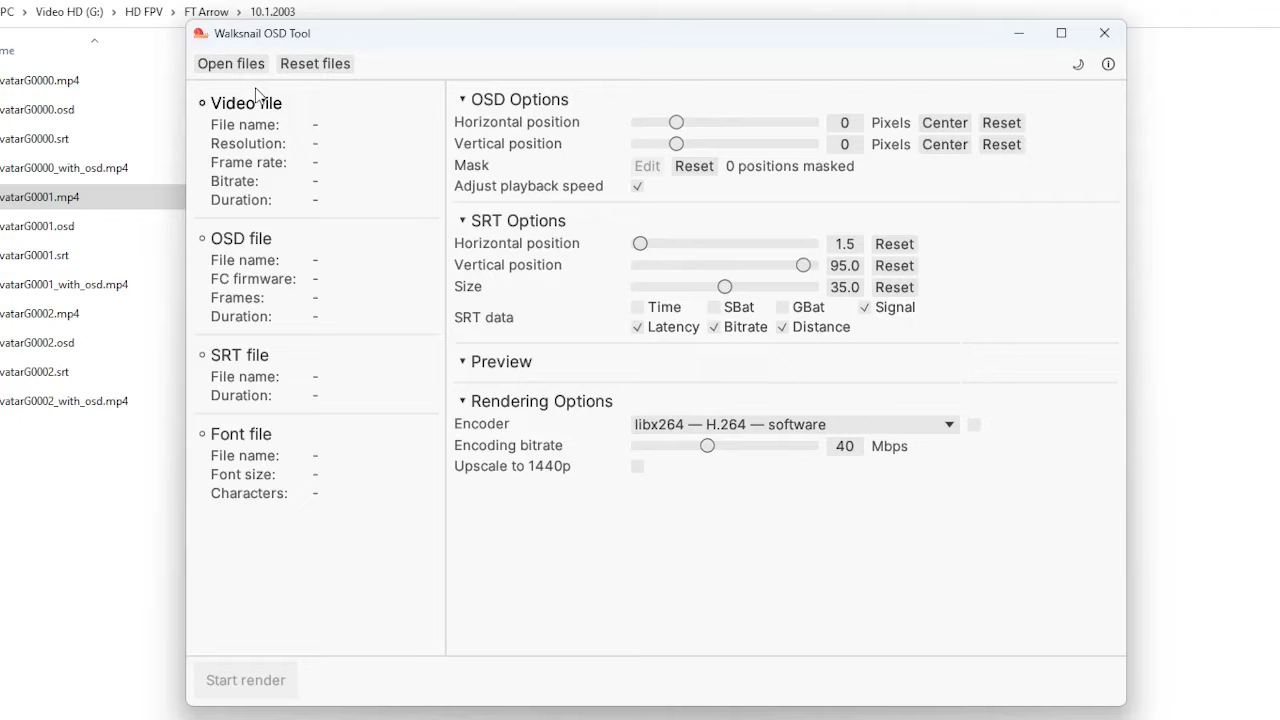 PC > Video HD (G:) > HD FPV > FT Arrow > 10.1.2003
me
vatarG0000.mp4
vatarG0000.osd
vatarG0000.srt
vatarG0000_with_osd.mp4
vatarG0001.mp4
vatarG0001.osd
vatarG0001.srt
vatarG0001_with_osd.mp4
vatarG0002.mp4
vatarG0002.osd
vatarG0002.srt
vatarG0002_with_osd.mp4
Walksnail OSD Tool
Open files Reset files
Video file
File name: -
Resolution: -
Frame rate: -
Bitrate: -
Duration: -
OSD file
File name: -
FC firmware: -
Frames: -
Duration: -
SRT file
File name: -
Duration: -
Font file
File name: -
Font size: -
Characters: -
OSD Options
Horizontal position 0 Pixels Center Reset
Vertical position 0 Pixels Center Reset
Mask Edit Reset 0 positions masked
Adjust playback speed
SRT Options
Horizontal position 1.5 Reset
Vertical position 95.0 Reset
Size 35.0 Reset
SRT data
Time SBat GBat Signal
Latency Bitrate Distance
Preview
Rendering Options
Encoder libx264 — H.264 — software
Encoding bitrate 40 Mbps
Upscale to 1440p
Start render